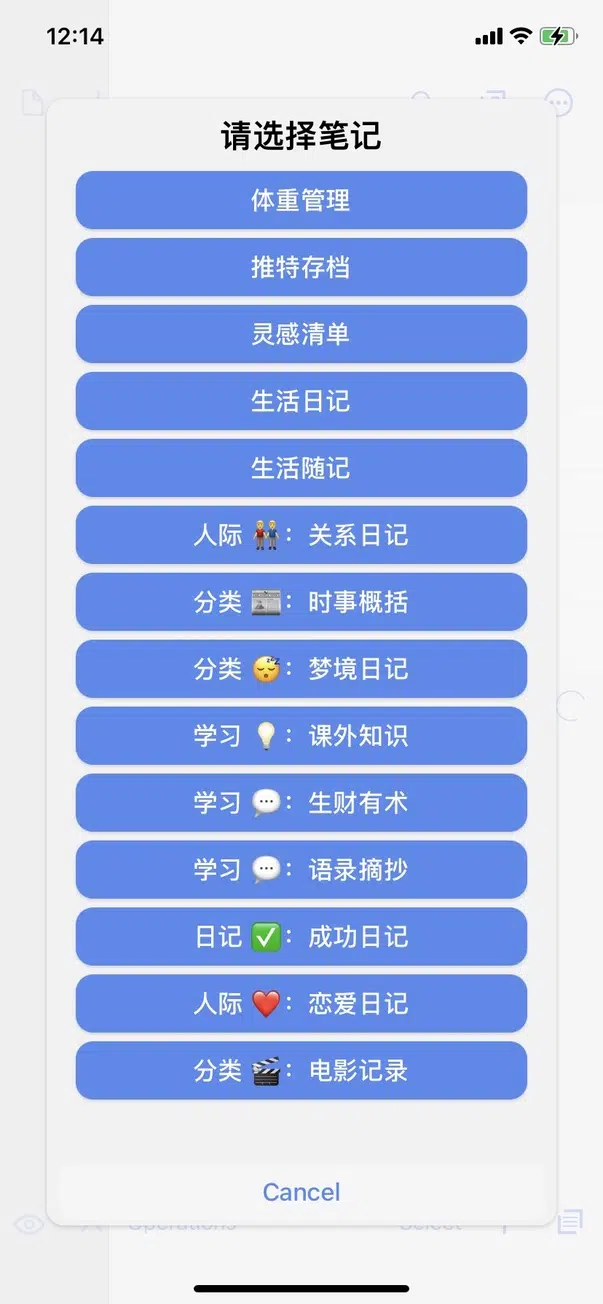 12:14
请选择笔记
体重管理
推特存档
灵感清单
生活日记
生活随记
人际 👫：关系日记
分类 📰：时事概括
分类 😴：梦境日记
学习 💡：课外知识
学习 💬：生财有术
学习 💬：语录摘抄
日记 ✅：成功日记
人际 ❤️：恋爱日记
分类 🎬：电影记录
Cancel
Operations
Select